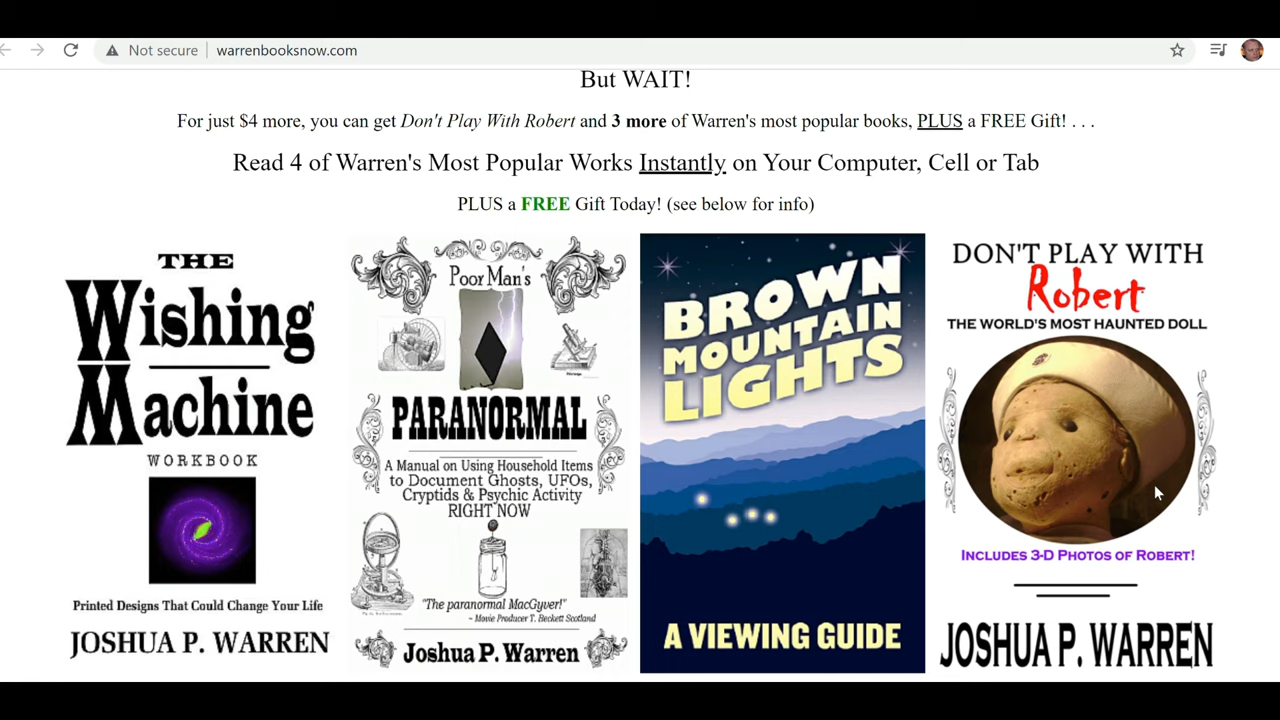 Not secure
warrenbooksnow.com
But WAIT!
For just $4 more, you can get Don't Play With Robert and 3 more of Warren's most popular books, PLUS a FREE Gift! . . .
Read 4 of Warren's Most Popular Works Instantly on Your Computer, Cell or Tab
PLUS a FREE Gift Today! (see below for info)
THE
Wishing
Machine
WORKBOOK
Printed Designs That Could Change Your Life
JOSHUA P. WARREN
Poor Man's
PARANORMAL
A Manual on Using Household Items
to Document Ghosts, UFOs,
Cryptids & Psychic Activity
RIGHT NOW
"The paranormal MacGyver!"
~ Movie Producer T. Beckett Scotland
Joshua P. Warren
BROWN
MOUNTAIN
LIGHTS
A VIEWING GUIDE
DON'T PLAY WITH
Robert
THE WORLD'S MOST HAUNTED DOLL
INCLUDES 3-D PHOTOS OF ROBERT!
JOSHUA P. WARREN